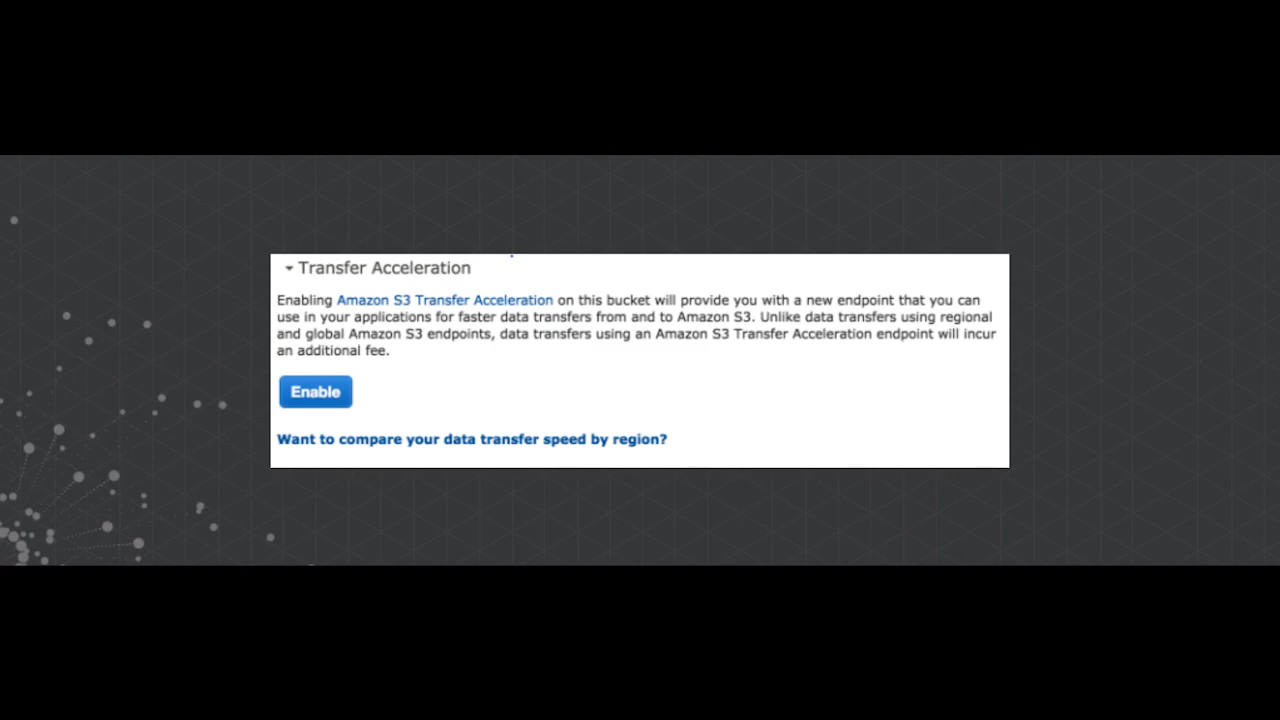 Transfer Acceleration
Enabling Amazon S3 Transfer Acceleration on this bucket will provide you with a new endpoint that you can
use in your applications for faster data transfers from and to Amazon S3. Unlike data transfers using regional
and global Amazon S3 endpoints, data transfers using an Amazon S3 Transfer Acceleration endpoint will incur
an additional fee.
Enable
Want to compare your data transfer speed by region?